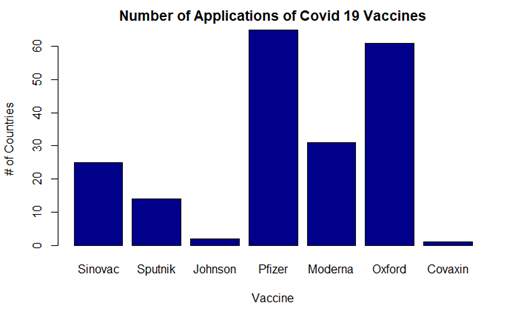 Number of Applications of Covid 19 Vaccines
# of Countries
60
50
40
30
20
10
0
Sinovac Sputnik Johnson Pfizer Moderna Oxford Covaxin
Vaccine